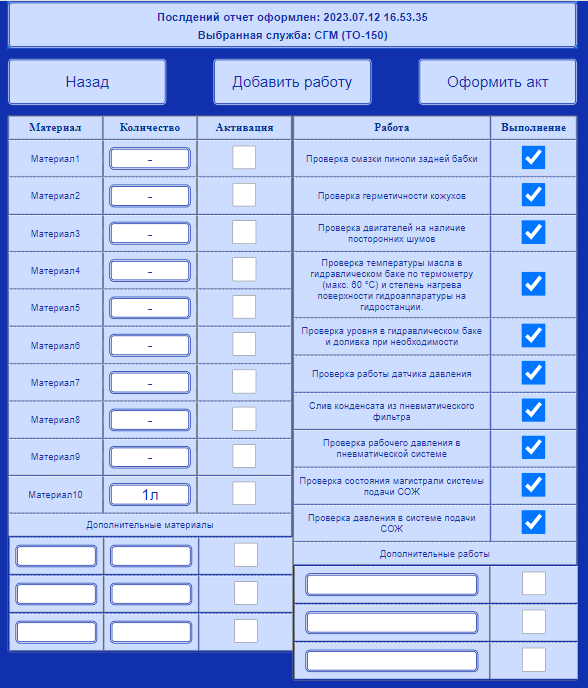 Послдений отчет оформлен: 2023.07.12 16.53.35
Выбранная служба: СГМ (ТО-150)
Назад
Добавить работу
Оформить акт
Материал
Количество
Активация
Материал1
-
Материал2
-
Материал3
-
Материал4
-
Материал5
-
Материал6
-
Материал7
-
Материал8
-
Материал9
-
Материал10
1л
Дополнительные материалы
Работа
Выполнение
Проверка смазки пиноли задней бабки
Проверка герметичности кожухов
Проверка двигателей на наличие
посторонних шумов
Проверка температуры масла в
гидравлическом баке по термометру
(макс. 60 °C) и степень нагрева
поверхности гидроаппаратуры на
гидростанции.
Проверка уровня в гидравлическом баке
и доливка при необходимости
Проверка работы датчика давления
Слив конденсата из пневматического
фильтра
Проверка рабочего давления в
пневматической системе
Проверка состояния магистрали системы
подачи СОЖ
Проверка давления в системе подачи
СОЖ
Дополнительные работы